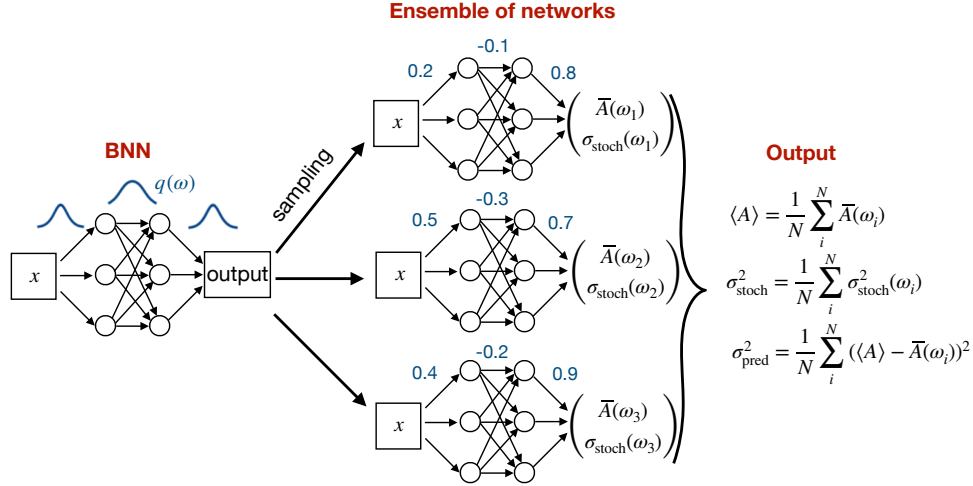 Ensemble of networks
BNN
q(ω)
x
output
sampling
0.2
-0.1
0.8
x
A̅(ω₁)
σ_stoch(ω₁)
0.5
-0.3
0.7
x
A̅(ω₂)
σ_stoch(ω₂)
0.4
-0.2
0.9
x
A̅(ω₃)
σ_stoch(ω₃)
Output
⟨A⟩ = 1/N ∑_i^N A̅(ω_i)
σ²_stoch = 1/N ∑_i^N σ²_stoch(ω_i)
σ²_pred = 1/N ∑_i^N (⟨A⟩ − A̅(ω_i))²